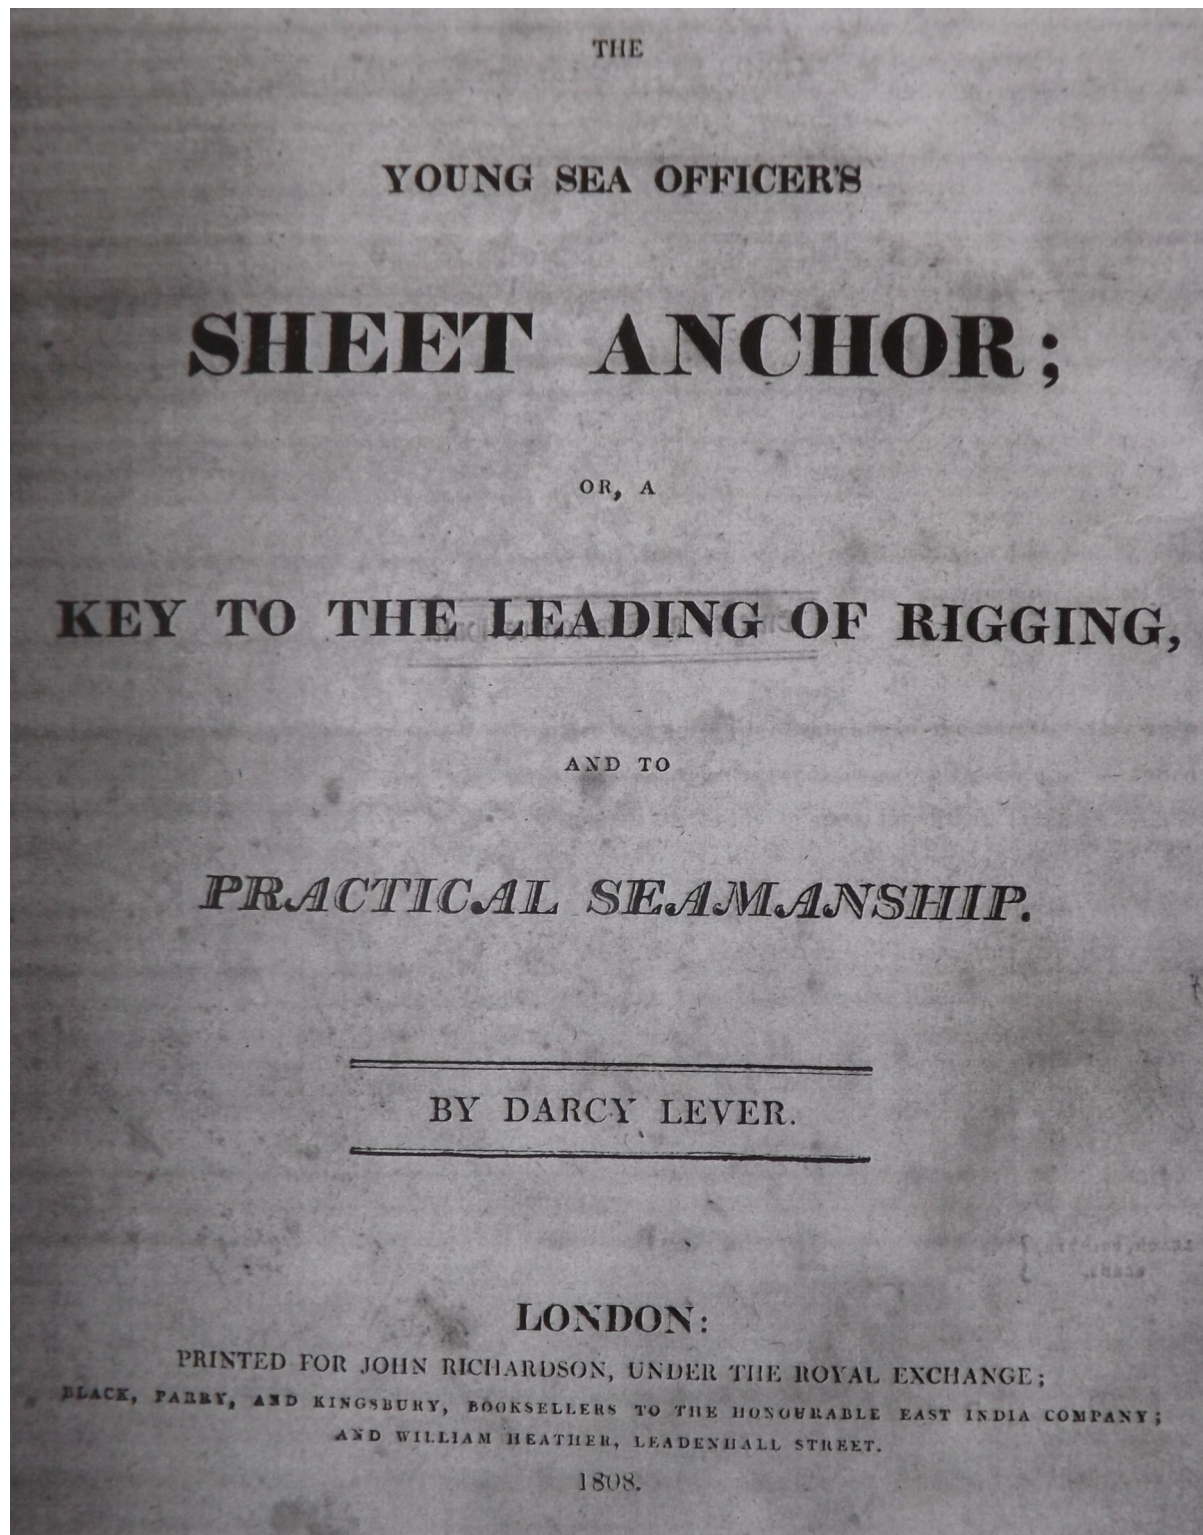 THE
YOUNG SEA OFFICER'S
SHEET ANCHOR;
OR, A
KEY TO THE LEADING OF RIGGING,
AND TO
PRACTICAL SEAMANSHIP.
BY DARCY LEVER.
LONDON:
PRINTED FOR JOHN RICHARDSON, UNDER THE ROYAL EXCHANGE;
BLACK, PARRY, AND KINGSBURY, BOOKSELLERS TO THE HONOURABLE EAST INDIA COMPANY;
AND WILLIAM HEATHER, LEADENHALL STREET.
1808.